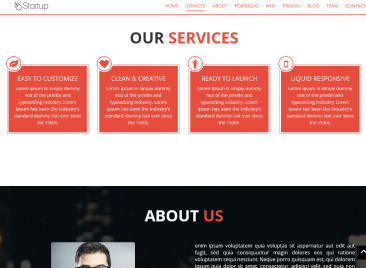 Startup
HOME SERVICES ABOUT PORTFOLIO WHY PRICING BLOG TEAM CONTACT
OUR SERVICES
EASY TO CUSTOMIZE
Lorem Ipsum is simply dummy
text of the printin and
typesetting industry. Lorem
Ipsum has been the industry's
standard dummy text ever since
the 1500s.
CLEAN & CREATIVE
Lorem Ipsum is simply dummy
text of the printin and
typesetting industry. Lorem
Ipsum has been the industry's
standard dummy text ever since
the 1500s.
READY TO LAUNCH
Lorem Ipsum is simply dummy
text of the printin and
typesetting industry. Lorem
Ipsum has been the industry's
standard dummy text ever since
the 1500s.
LIQUID RESPONSIVE
Lorem Ipsum is simply dummy
text of the printin and
typesetting industry. Lorem
Ipsum has been the industry's
standard dummy text ever since
the 1500s.
ABOUT US
enim ipsam voluptatem quia voluptas sit aspernatur aut odit aut
fugit, sed quia consequuntur magni dolores eos qui ratione
voluptatem sequi nesciunt. Neque porro quisquam est, qui dolorem
ipsum quia dolor sit amet, consectetur, adipisci velit, sed quia non